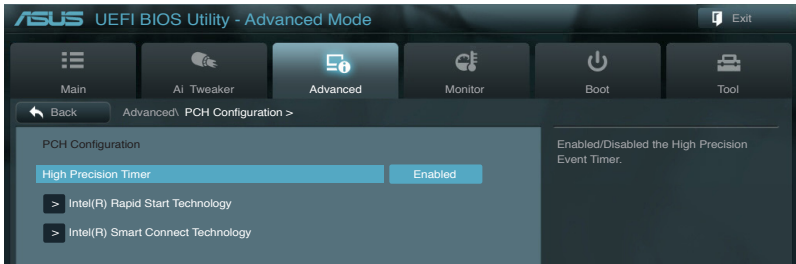 ASUS UEFI BIOS Utility - Advanced Mode
Exit
Main
Ai Tweaker
Advanced
Monitor
Boot
Tool
Back
Advanced\ PCH Configuration >
PCH Configuration
High Precision Timer
Enabled
> Intel(R) Rapid Start Technology
> Intel(R) Smart Connect Technology
Enabled/Disabled the High Precision
Event Timer.